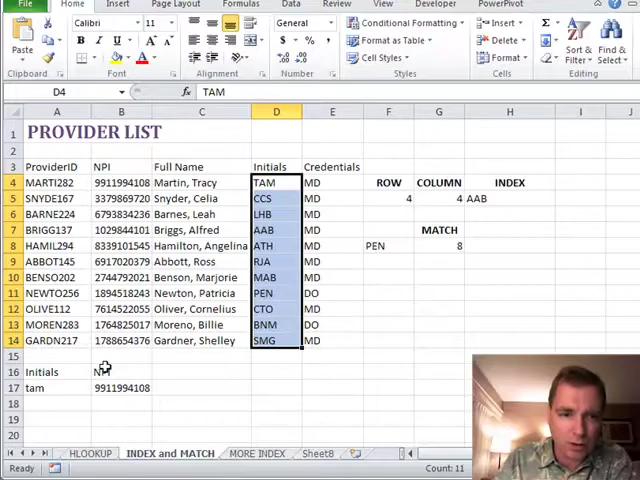 File Home Insert Page Layout Formulas Data Review View Developer PowerPivot
Paste Calibri 11 General Conditional Formatting Insert
B I U $ % , Format as Table Delete Sort & Find &
Cell Styles Format Filter Select
Clipboard Font Alignment Number Styles Cells Editing
D4 fx TAM
A B C D E F G H I J
1 PROVIDER LIST
2
3 ProviderID NPI Full Name Initials Credentials
4 MARTI282 9911994108 Martin, Tracy TAM MD ROW COLUMN INDEX
5 SNYDE167 3379869720 Snyder, Celia CCS MD 4 4 AAB
6 BARNE224 6793834236 Barnes, Leah LHB MD
7 BRIGG137 1029844101 Briggs, Alfred AAB MD MATCH
8 HAMIL294 8339101545 Hamilton, Angelina ATH MD PEN 8
9 ABBOT145 6917020379 Abbott, Ross RJA MD
10 BENSO202 2744792021 Benson, Marjorie MAB MD
11 NEWTO256 1894518243 Newton, Patricia PEN DO
12 OLIVE112 7614522055 Oliver, Cornelius CTO MD
13 MOREN283 1764825017 Moreno, Billie BNM DO
14 GARDN217 1788654376 Gardner, Shelley SMG MD
15
16 Initials NPI
17 tam 9911994108
18
19
20
HLOOKUP INDEX and MATCH MORE INDEX Sheet8
Ready Count: 11